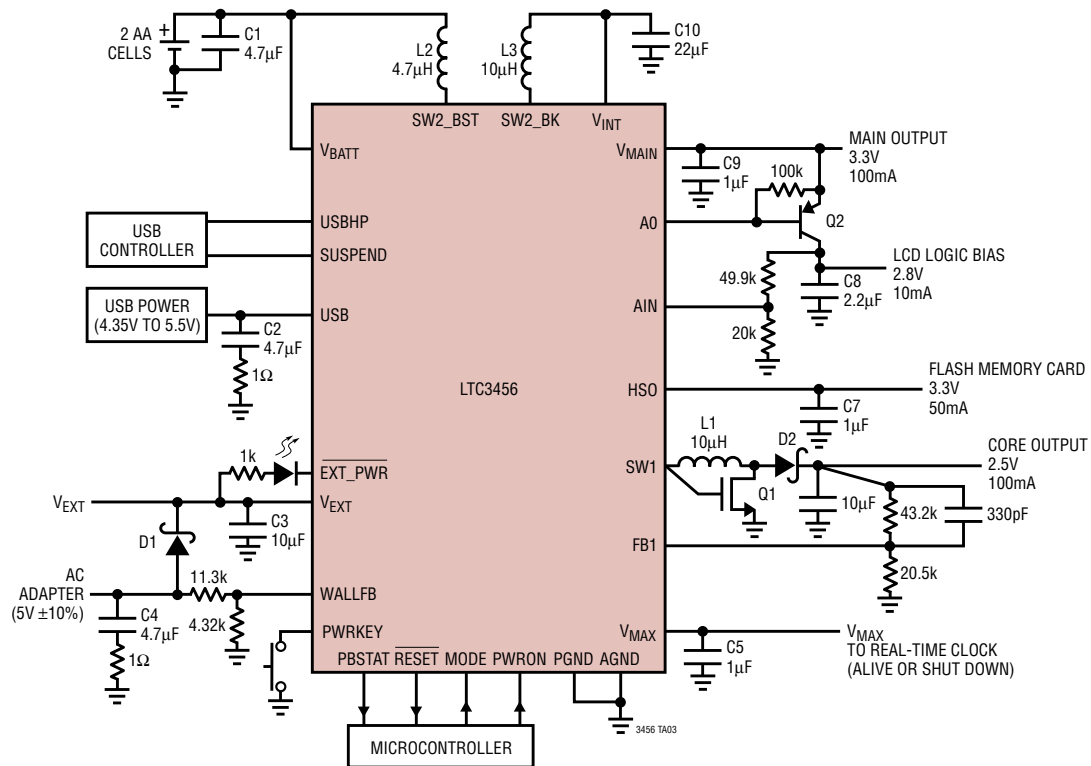 2 AA
CELLS
+
C1
4.7µF
L2
4.7µH
L3
10µH
C10
22µF
SW2_BST
SW2_BK
VINT
VBATT
VMAIN
MAIN OUTPUT
3.3V
100mA
C9
1µF
100k
USB
CONTROLLER
USBHP
SUSPEND
A0
Q2
LCD LOGIC BIAS
2.8V
10mA
49.9k
C8
2.2µF
USB POWER
(4.35V TO 5.5V)
USB
AIN
C2
4.7µF
1Ω
20k
LTC3456
HSO
FLASH MEMORY CARD
3.3V
50mA
C7
1µF
1k
EXT_PWR
SW1
L1
10µH
D2
CORE OUTPUT
2.5V
100mA
Q1
VEXT
VEXT
C3
10µF
10µF
43.2k
330pF
D1
FB1
20.5k
AC
ADAPTER
(5V ±10%)
11.3k
WALLFB
C4
4.7µF
4.32k
1Ω
PWRKEY
VMAX
VMAX
TO REAL-TIME CLOCK
(ALIVE OR SHUT DOWN)
C5
1µF
PBSTAT RESET MODE PWRON PGND AGND
3456 TA03
MICROCONTROLLER